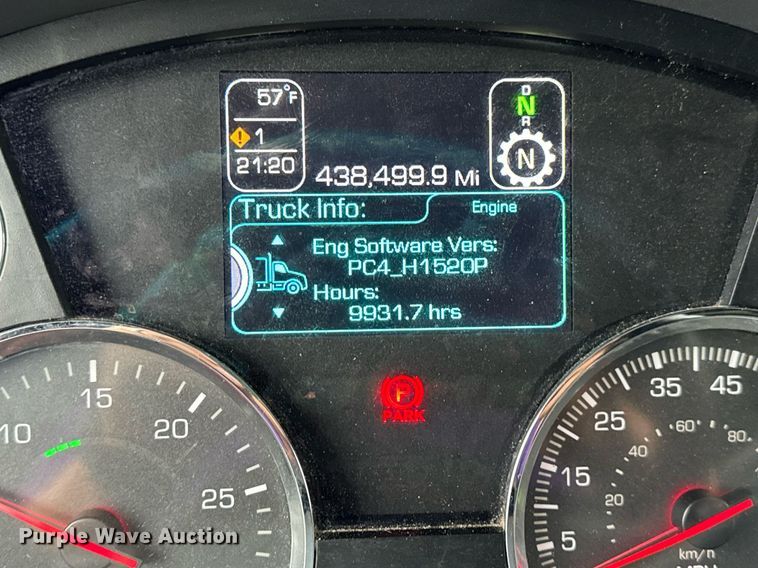 57°F
1
21:20
438,499.9 Mi
D
N
R
N
Truck Info:
Engine
Eng Software Vers:
PC4_H1520P
Hours:
9931.7 hrs
P
PARK
10
15
20
25
5
15
25
35
45
20
40
60
80
km/h
MPH
Purple Wave Auction